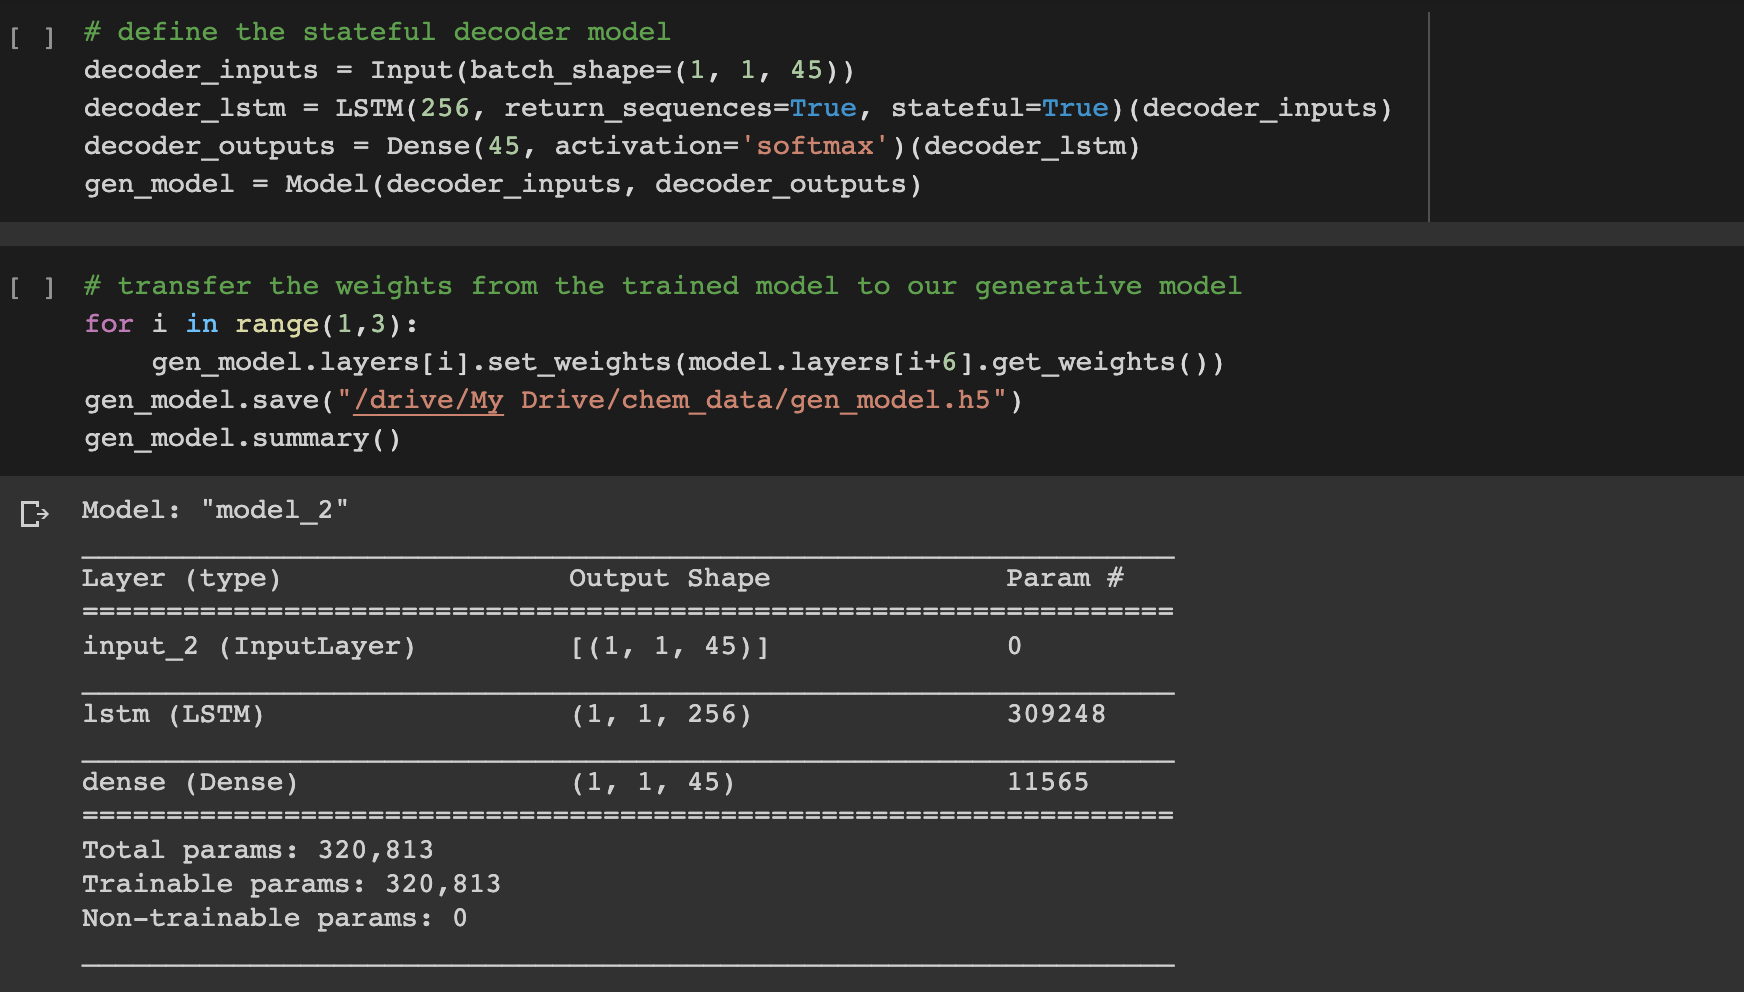 [ ] # define the stateful decoder model
decoder_inputs = Input(batch_shape=(1, 1, 45))
decoder_lstm = LSTM(256, return_sequences=True, stateful=True)(decoder_inputs)
decoder_outputs = Dense(45, activation='softmax')(decoder_lstm)
gen_model = Model(decoder_inputs, decoder_outputs)
[ ] # transfer the weights from the trained model to our generative model
for i in range(1,3):
    gen_model.layers[i].set_weights(model.layers[i+6].get_weights())
gen_model.save("/drive/My Drive/chem_data/gen_model.h5")
gen_model.summary()
Model: "model_2"
_________________________________________________________________
Layer (type)                 Output Shape              Param #
=================================================================
input_2 (InputLayer)         [(1, 1, 45)]              0
_________________________________________________________________
lstm (LSTM)                  (1, 1, 256)               309248
_________________________________________________________________
dense (Dense)                (1, 1, 45)                11565
=================================================================
Total params: 320,813
Trainable params: 320,813
Non-trainable params: 0
_________________________________________________________________